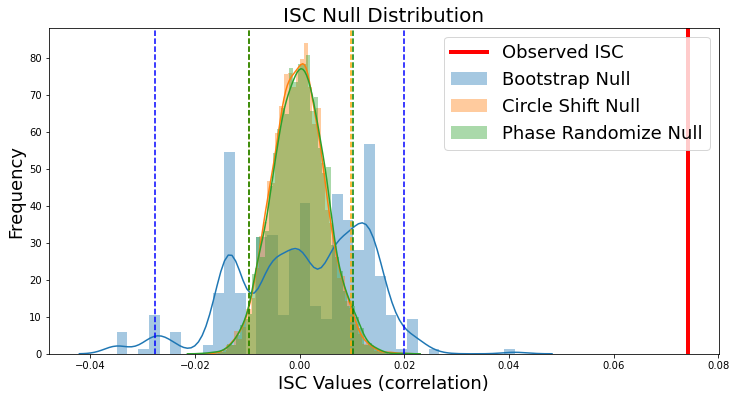 ISC Null Distribution
Observed ISC
Bootstrap Null
Circle Shift Null
Phase Randomize Null
Frequency
80
70
60
50
40
30
20
10
0
−0.04
−0.02
0.00
0.02
0.04
0.06
0.08
ISC Values (correlation)